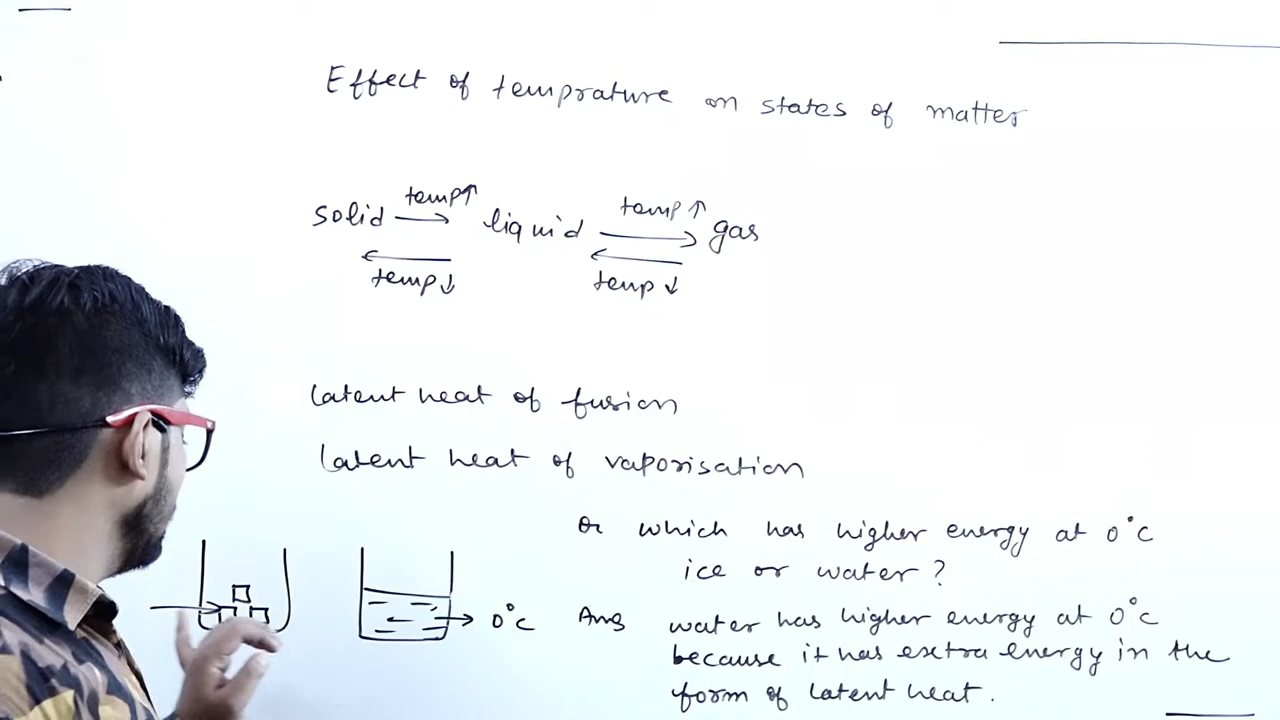 Effect of temprature on states of matter
temp↑ temp↑
solid → liquid → gas
← ←
temp↓ temp↓
latent heat of fusion
latent heat of vaporisation
Q: which has higher energy at 0°C
ice or water?
0°C
Ans water has higher energy at 0°C
because it has extra energy in the
form of latent heat.